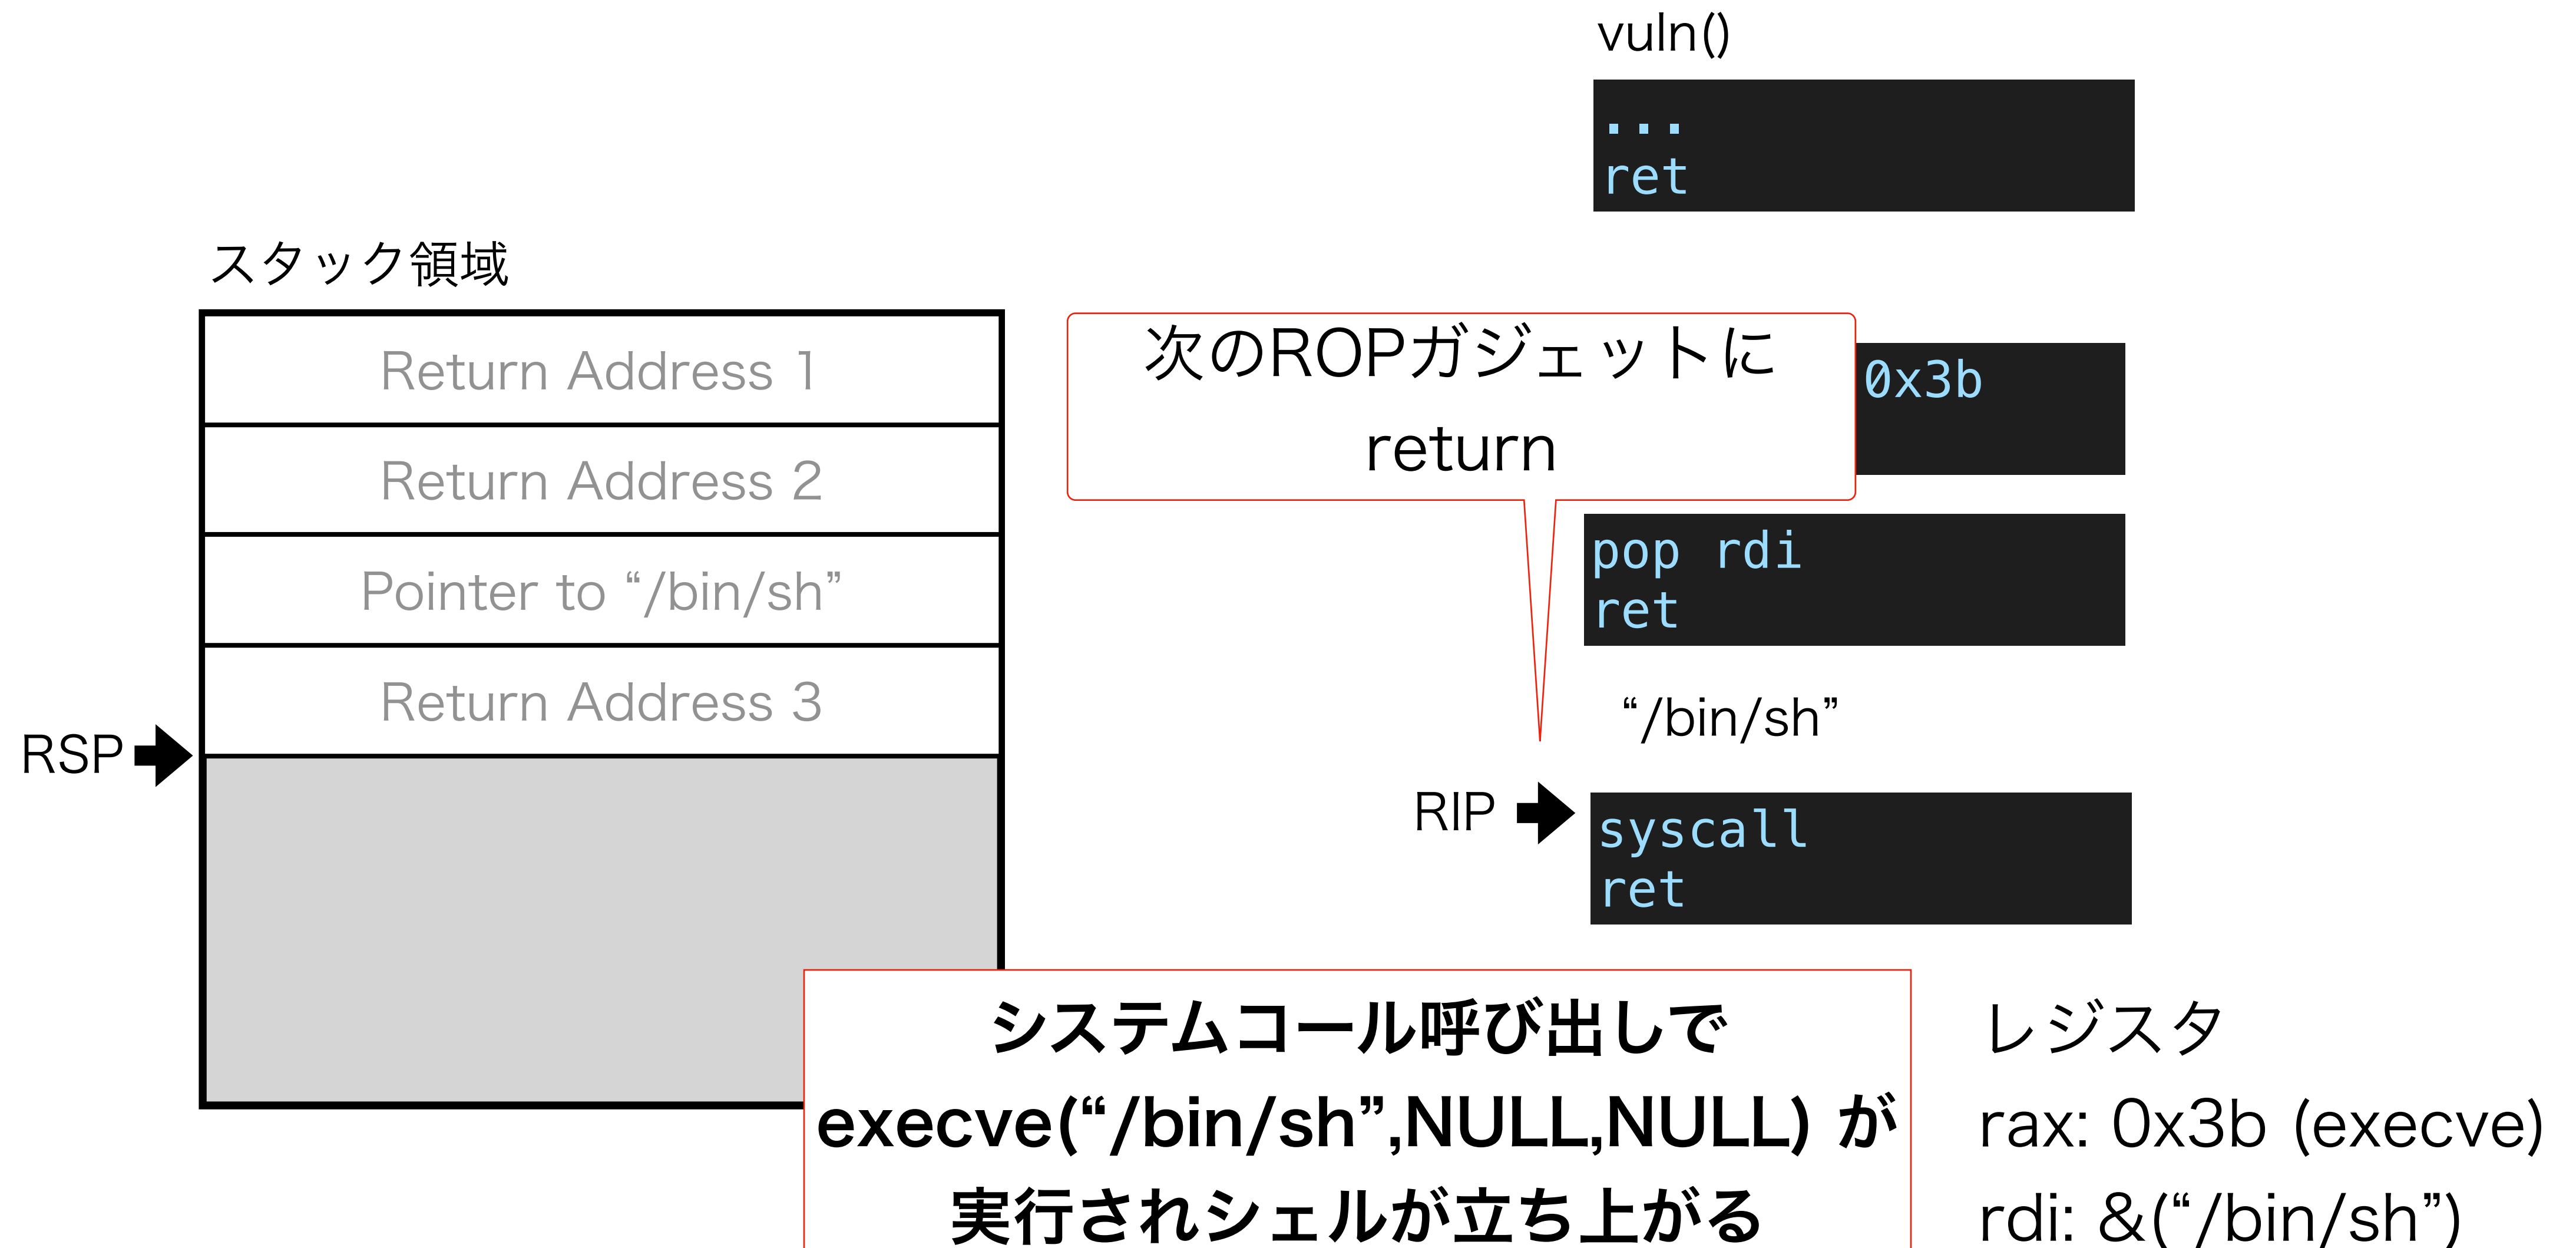 vuln()
...
ret
スタック領域
Return Address 1
Return Address 2
Pointer to “/bin/sh”
Return Address 3
RSP
次のROPガジェットに
return
0x3b
pop rdi
ret
“/bin/sh”
RIP
syscall
ret
システムコール呼び出しで
execve(“/bin/sh”,NULL,NULL) が
実行されシェルが立ち上がる
レジスタ
rax: 0x3b (execve)
rdi: &(“/bin/sh”)